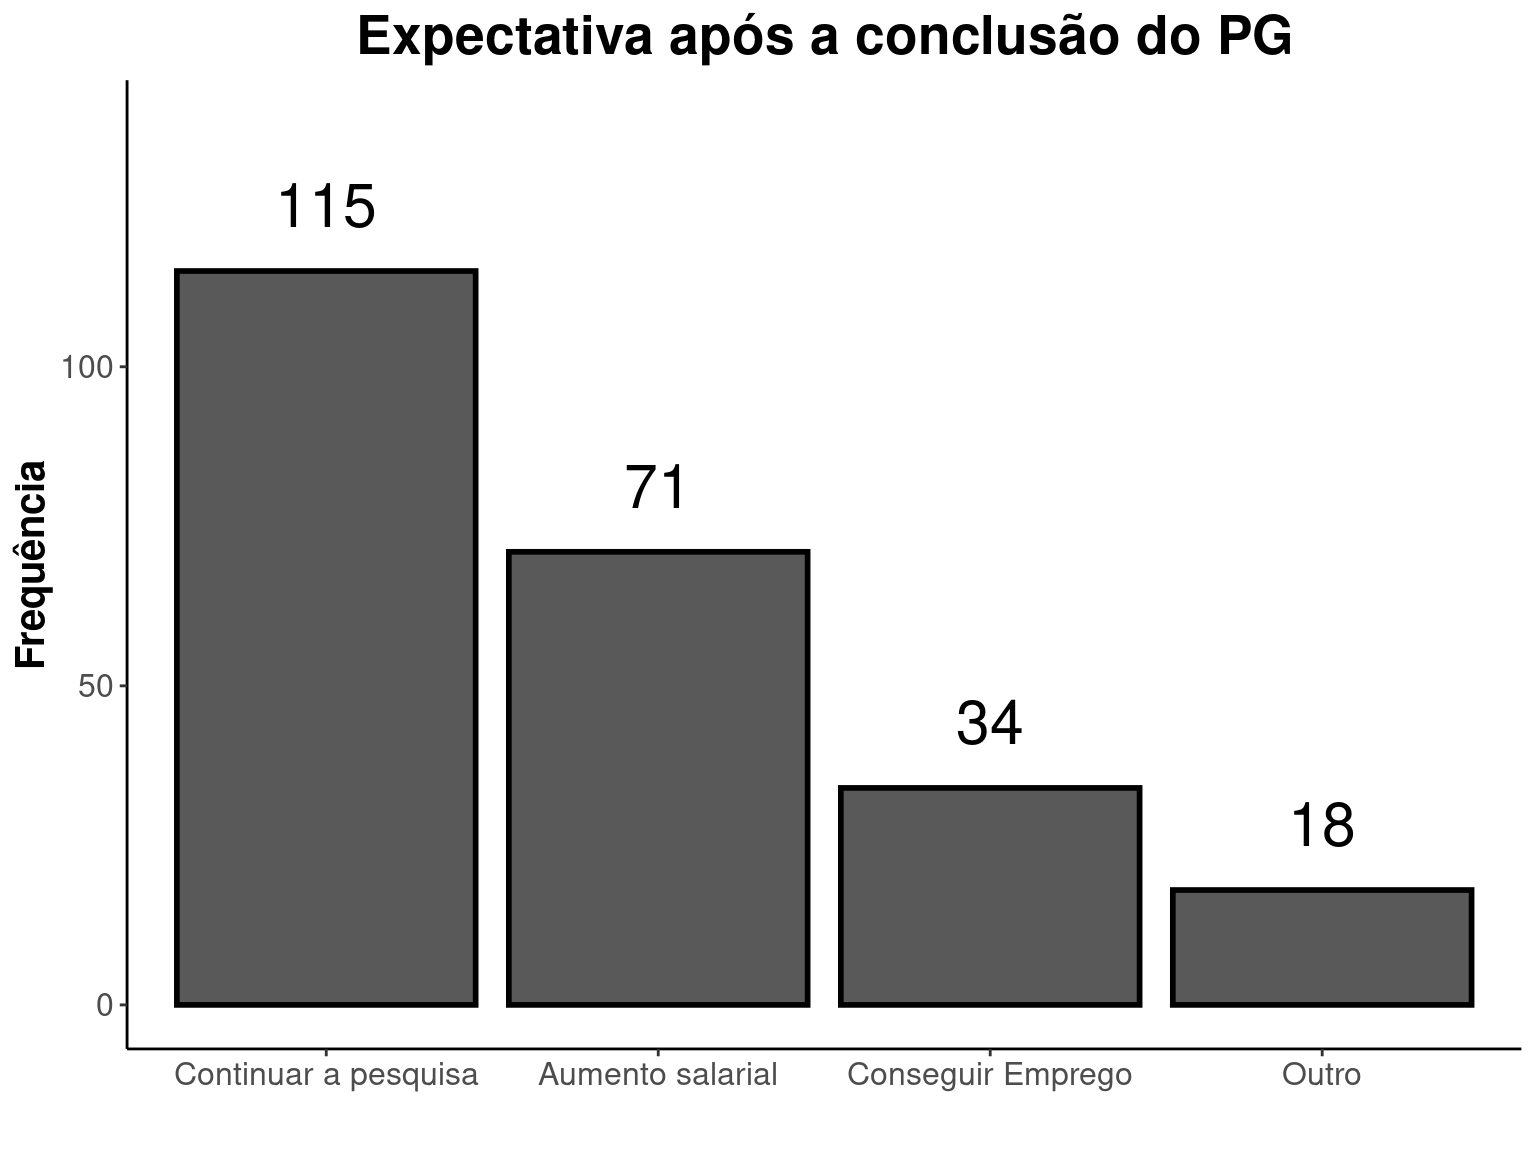 Expectativa após a conclusão do PG
115
71
34
18
100
50
0
Frequência
Continuar a pesquisa
Aumento salarial
Conseguir Emprego
Outro